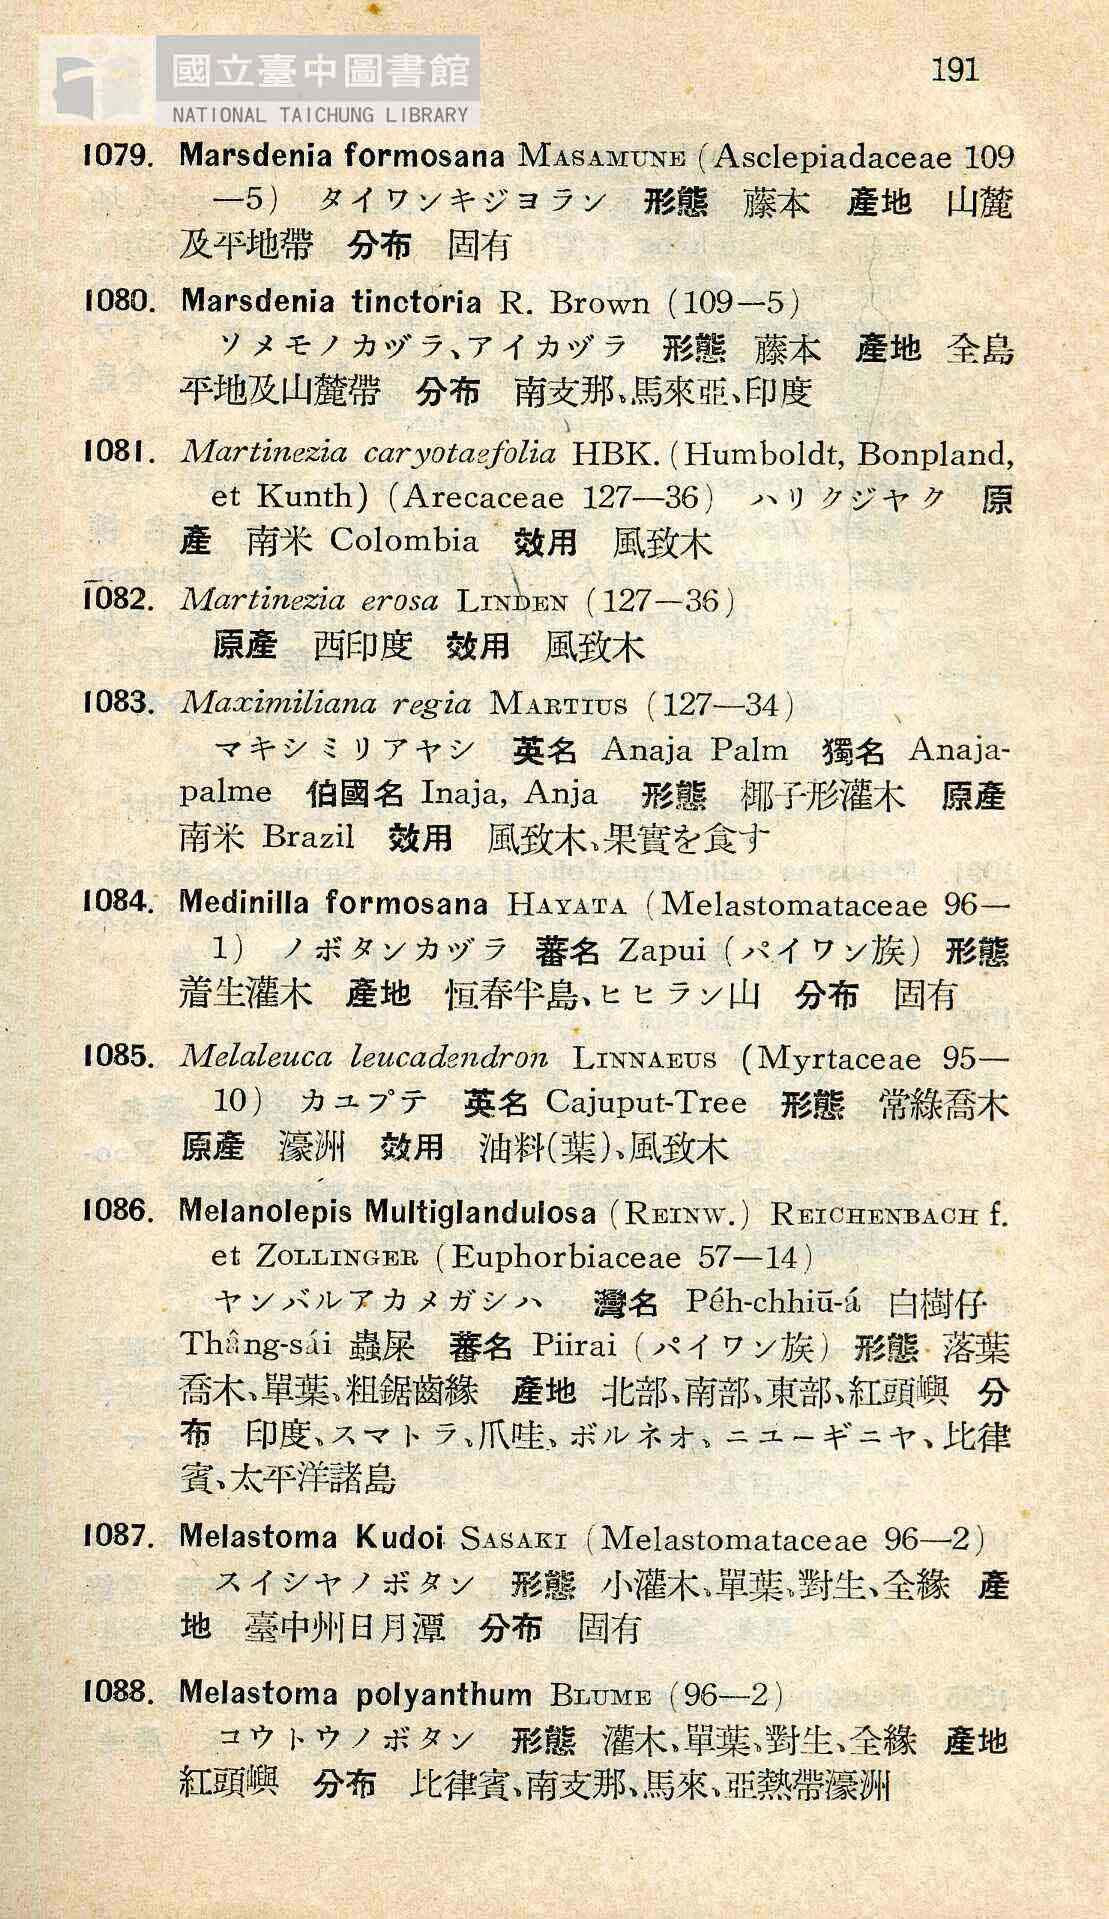 國立臺中圖書館
NATIONAL TAICHUNG LIBRARY
191
1079. Marsdenia formosana MASAMUNE (Asclepiadaceae 109
—5) タイワンキジヨラン 形態 藤本 產地 山麓
及平地帶 分布 固有
1080. Marsdenia tinctoria R. Brown (109—5)
ソメモノカヅラ、アイカヅラ 形態 藤本 產地 全島
平地及山麓帶 分布 南支那、馬來亞、印度
1081. Martinezia caryotaefolia HBK. (Humboldt, Bonpland,
et Kunth) (Arecaceae 127—36) ハリクジヤク 原
產 南米 Colombia 效用 風致木
1082. Martinezia erosa LINDEN (127—36)
原產 西印度 效用 風致木
1083. Maximiliana regia MARTIUS (127—34)
マキシミリアヤシ 英名 Anaja Palm 獨名 Anaja-
palme 伯國名 Inaja, Anja 形態 椰子形灌木 原產
南米 Brazil 效用 風致木、果實を食す
1084. Medinilla formosana HAYATA (Melastomataceae 96—
1) ノボタンカヅラ 蕃名 Zapui (パイワン族) 形態
着生灌木 產地 恒春半島、ヒヒラン山 分布 固有
1085. Melaleuca leucadendron LINNAEUS (Myrtaceae 95—
10) カユプテ 英名 Cajuput-Tree 形態 常綠喬木
原產 濠洲 效用 油料(葉)、風致木
1086. Melanolepis Multiglandulosa (REINW.) REICHENBACH f.
et ZOLLINGER (Euphorbiaceae 57—14)
ヤンバルアカメガシハ 灣名 Péh-chhiū-á 白樹仔
Thâng-sái 蟲屎 蕃名 Piirai (パイワン族) 形態 落葉
喬木、單葉、粗鋸齒緣 產地 北部、南部、東部、紅頭嶼 分
布 印度、スマトラ、爪哇、ボルネオ、ニユーギニヤ、比律
賓、太平洋諸島
1087. Melastoma Kudoi SASAKI (Melastomataceae 96—2)
スイシヤノボタン 形態 小灌木、單葉、對生、全緣 產
地 臺中州日月潭 分布 固有
1088. Melastoma polyanthum BLUME (96—2)
コウトウノボタン 形態 灌木、單葉、對生、全緣 產地
紅頭嶼 分布 比律賓、南支那、馬來、亞熱帶濠洲